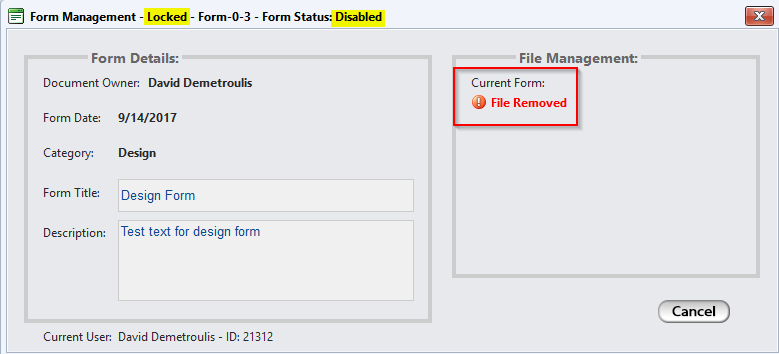 Form Management - Locked - Form-0-3 - Form Status: Disabled
Form Details:
Document Owner: David Demetroulis
Form Date: 9/14/2017
Category: Design
Form Title: Design Form
Description: Test text for design form
File Management:
Current Form:
File Removed
Cancel
Current User: David Demetroulis - ID: 21312